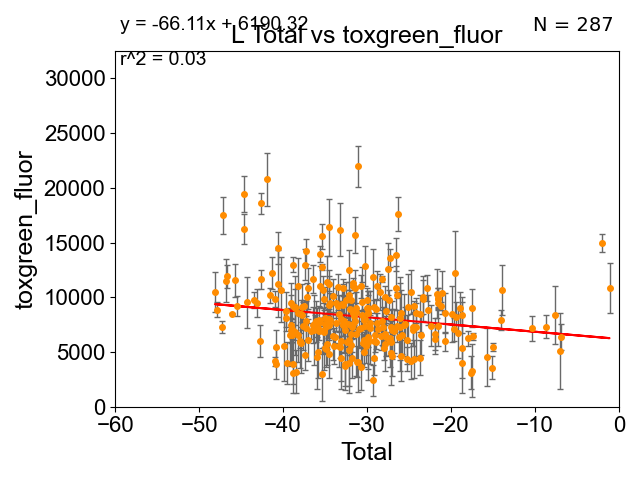 y = -66.11x + 6190.32
N = 287
L Total vs toxgreen_fluor
r^2 = 0.03
toxgreen_fluor
30000
25000
20000
15000
10000
5000
0
−60
−50
−40
−30
−20
−10
0
Total